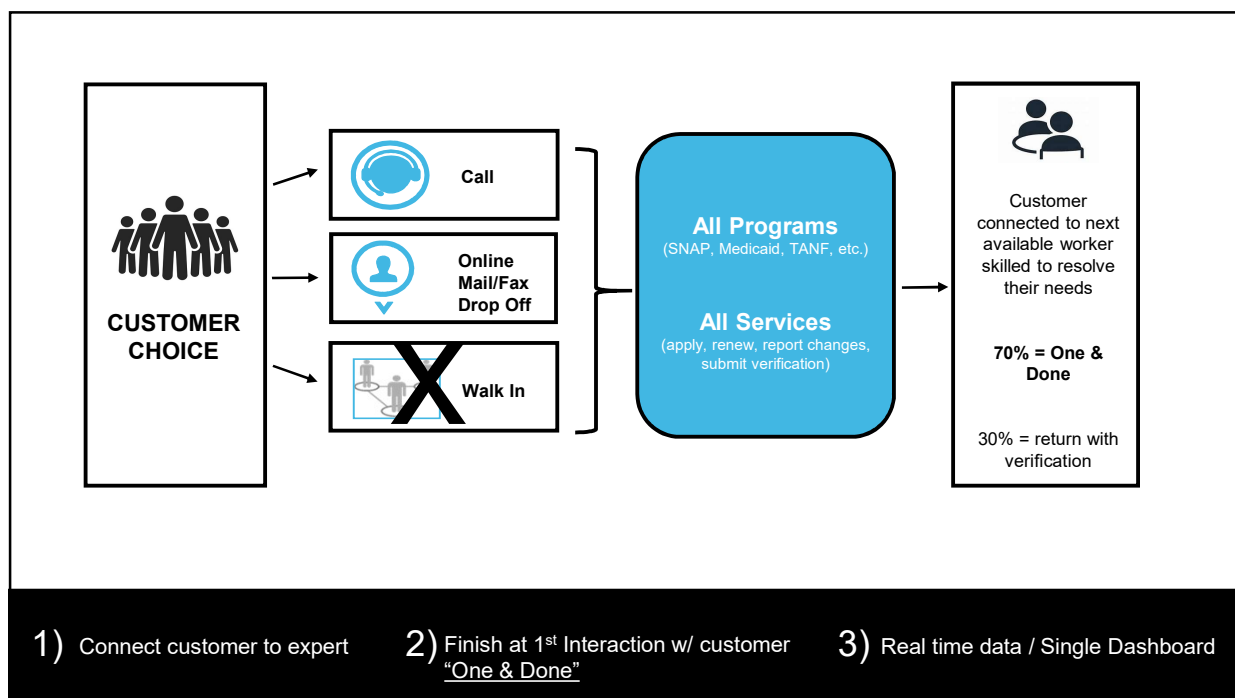 CUSTOMER
CHOICE
Call
Online
Mail/Fax
Drop Off
X
Walk In
All Programs
(SNAP, Medicaid, TANF, etc.)
All Services
(apply, renew, report changes,
submit verification)
Customer
connected to next
available worker
skilled to resolve
their needs
70% = One &
Done
30% = return with
verification
1) Connect customer to expert
2) Finish at 1st Interaction w/ customer
“One & Done”
3) Real time data / Single Dashboard